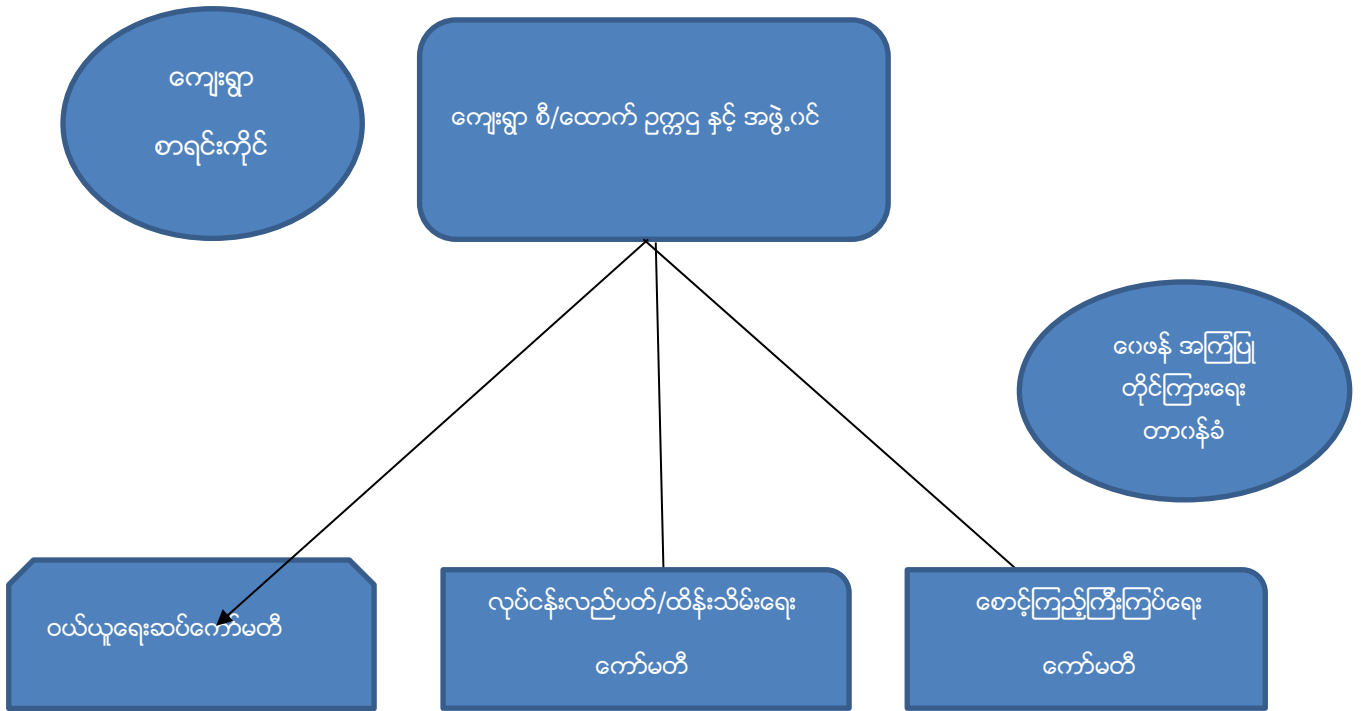 ကျေးရွာ
စာရင်းကိုင်
ကျေးရွာ စီ/ထောက် ဥက္ကဌ နှင့် အဖွဲ့ဝင်
ဝေဖန် အကြံပြု
တိုင်ကြားရေး
တာဝန်ခံ
ဝယ်ယူရေးဆပ်ကော်မတီ
လုပ်ငန်းလည်ပတ်/ထိန်းသိမ်းရေး
ကော်မတီ
စောင့်ကြည့်ကြီးကြပ်ရေး
ကော်မတီ